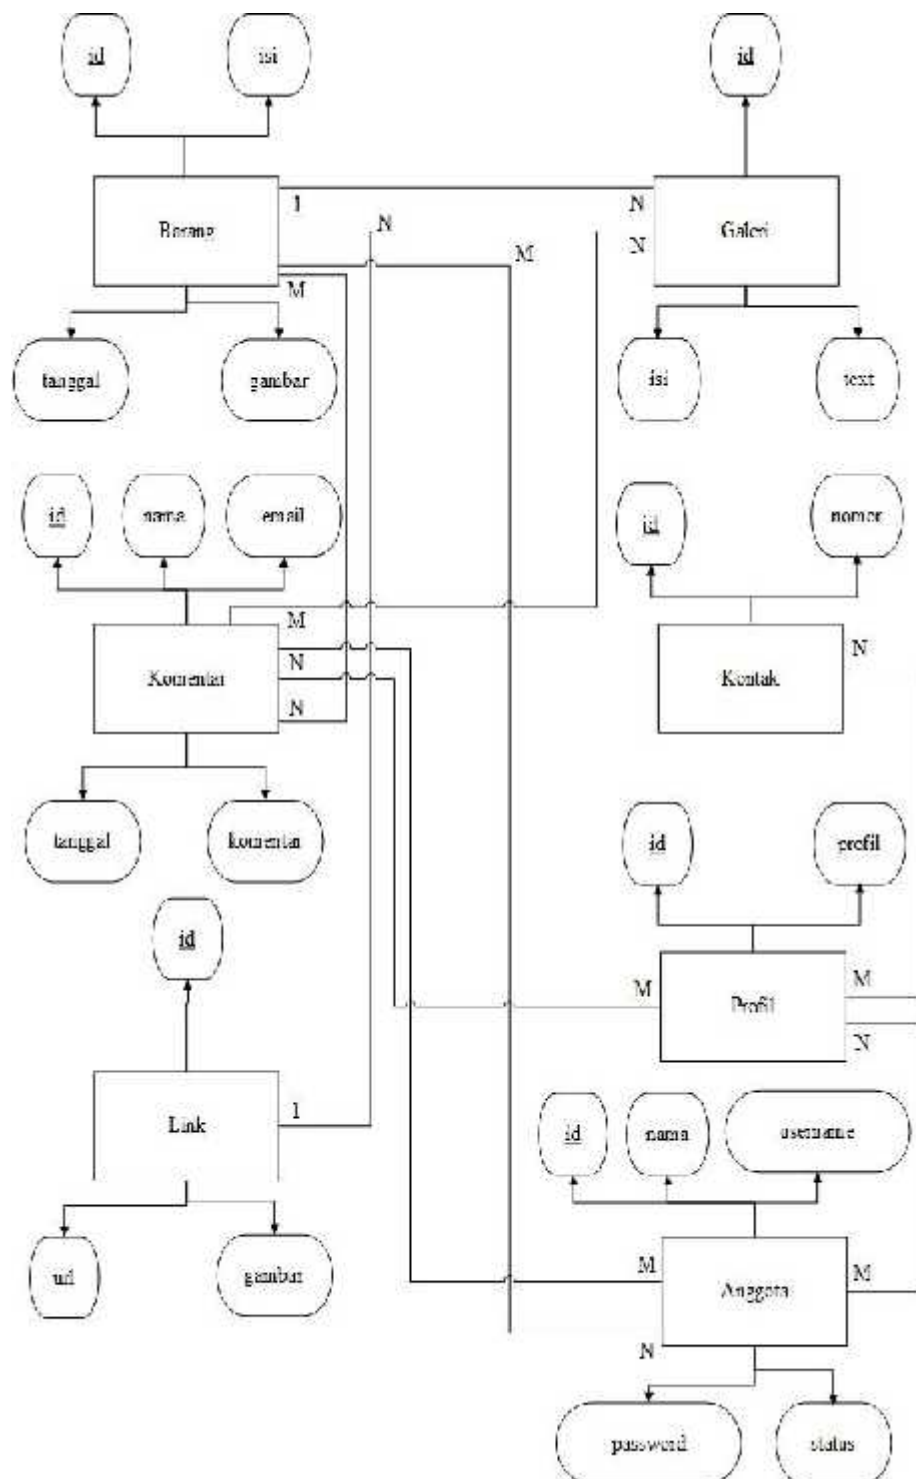 id
isi
id
Borang
1
N
M
M
N
N
Galeri
tanggal
gambar
isi
text
id
nama
email
id
nomor
Komentar
M
N
N
Kontak
N
tanggal
komentar
id
profil
id
M
Profil
M
N
Link
1
id
nama
username
url
gambar
M
Anggota
M
N
password
status